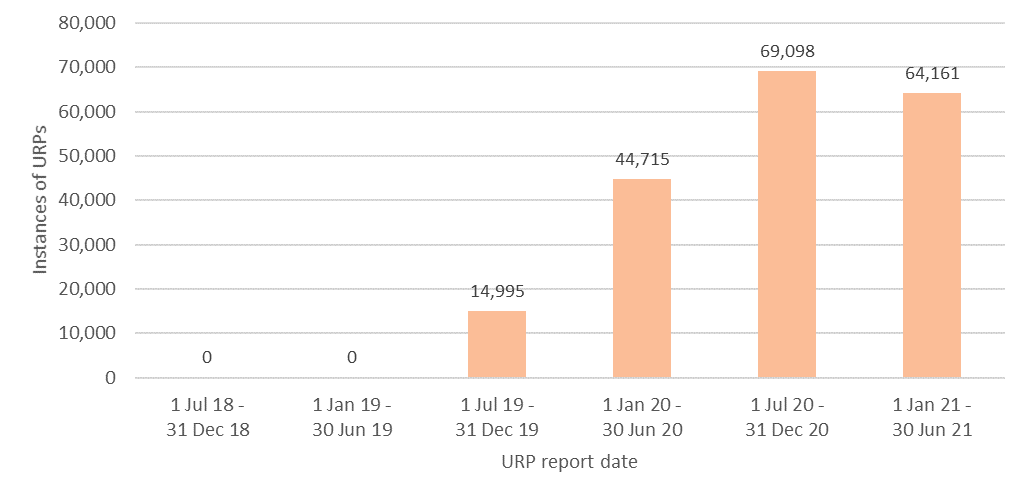 80,000
70,000
60,000
50,000
40,000
30,000
20,000
10,000
0
Instances of URPs
0
0
14,995
44,715
69,098
64,161
1 Jul 18 -
31 Dec 18
1 Jan 19 -
30 Jun 19
1 Jul 19 -
31 Dec 19
1 Jan 20 -
30 Jun 20
1 Jul 20 -
31 Dec 20
1 Jan 21 -
30 Jun 21
URP report date